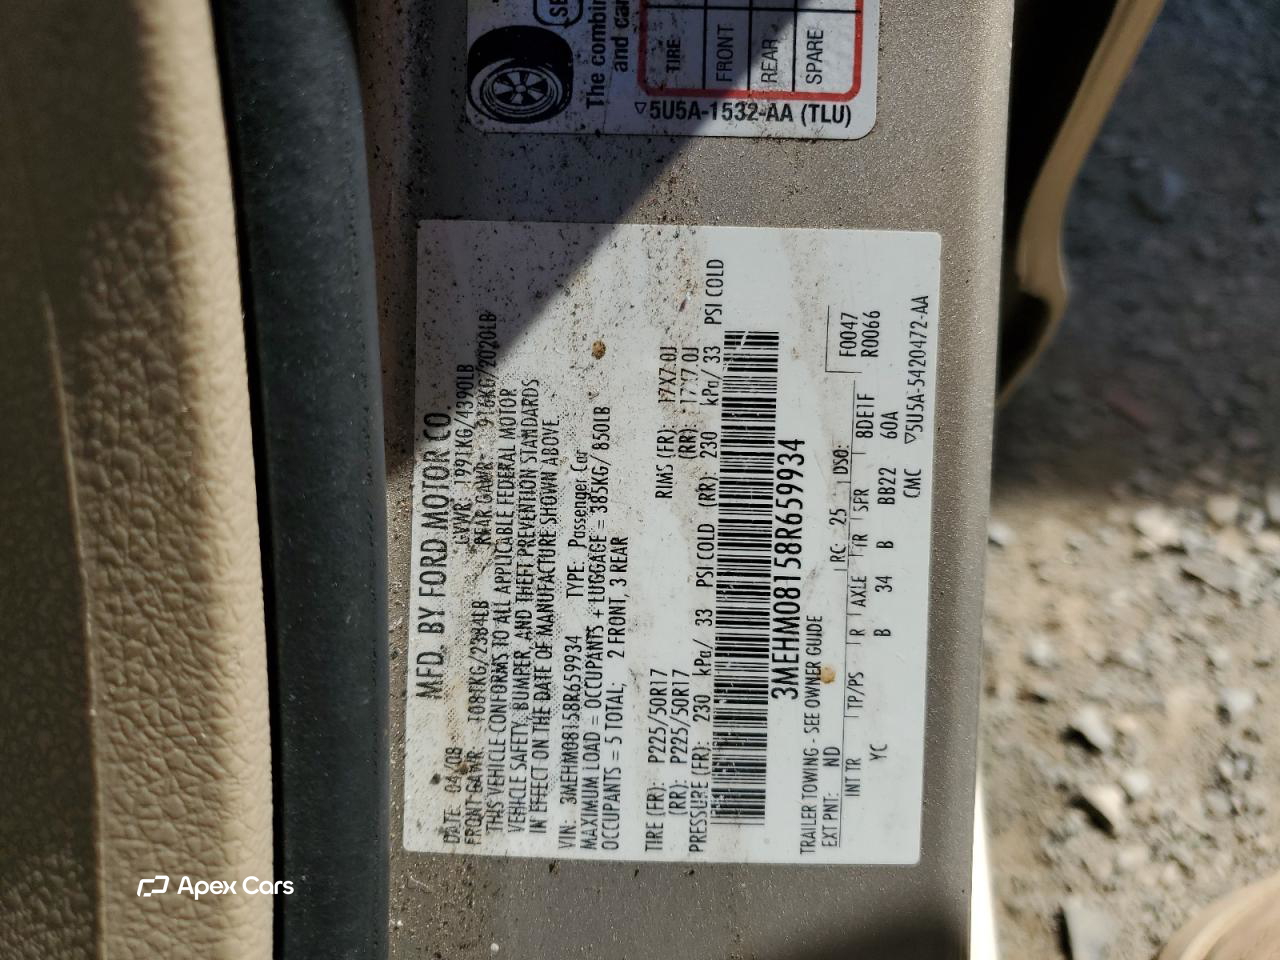 The combin
and car
TIRE
FRONT
REAR
SPARE
▽5U5A-1532-AA (TLU)
MFD. BY FORD MOTOR CO.
DATE: 04/08 GVWR: 1991KG/4390LB
FRONT GAWR: REAR GAWR: 916KG/2020LB
THIS VEHICLE CONFORMS TO ALL APPLICABLE FEDERAL MOTOR
VEHICLE SAFETY, BUMPER, AND THEFT PREVENTION STANDARDS
IN EFFECT ON THE DATE OF MANUFACTURE SHOWN ABOVE.
VIN: 3MEHM08158R659934 TYPE: Passenger Car
MAXIMUM LOAD = OCCUPANTS + LUGGAGE = 385KG/ 850LB
OCCUPANTS = 5 TOTAL: 2 FRONT, 3 REAR
TIRE (FR): P225/50R17 RIMS (FR): 17X7.0J
(RR): P225/50R17 (RR): 17X7.0J
PRESSURE (FR): 230 kPa/ 33 PSI COLD (RR) 230 kPa/ 33 PSI COLD
3MEHM08158R659934
TRAILER TOWING - SEE OWNER GUIDE
EXT PNT: ND RC: 25 DSO: F0047
R0066
INT TR TP/PS R AXLE TR SPR 8DE1F
YC B 34 B BB22 60A
CMC ▽5U5A-5420472-AA
Apex Cars